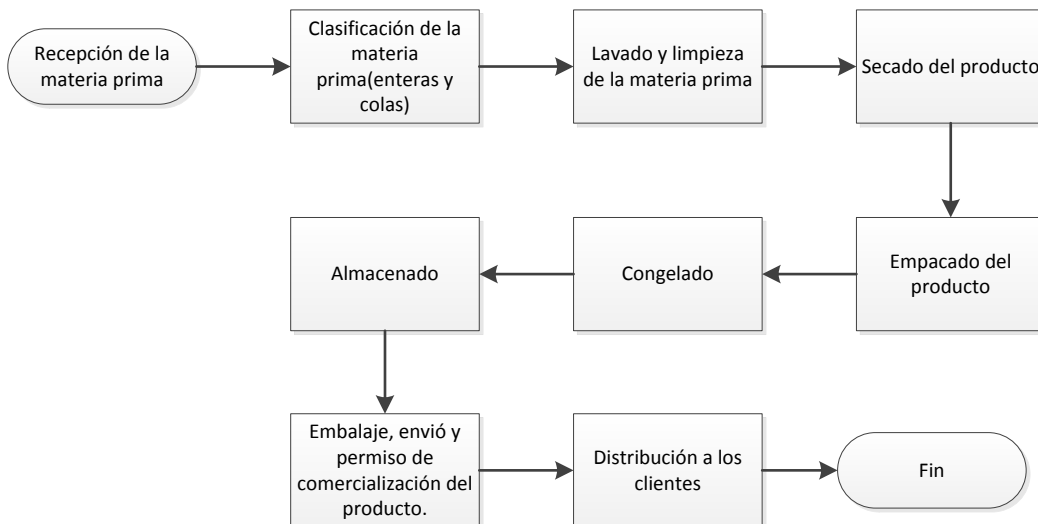 Recepción de la
materia prima
Clasificación de la
materia
prima(enteras y
colas)
Lavado y limpieza
de la materia prima
Secado del producto
Empacado del
producto
Congelado
Almacenado
Embalaje, envió y
permiso de
comercialización del
producto.
Distribución a los
clientes
Fin